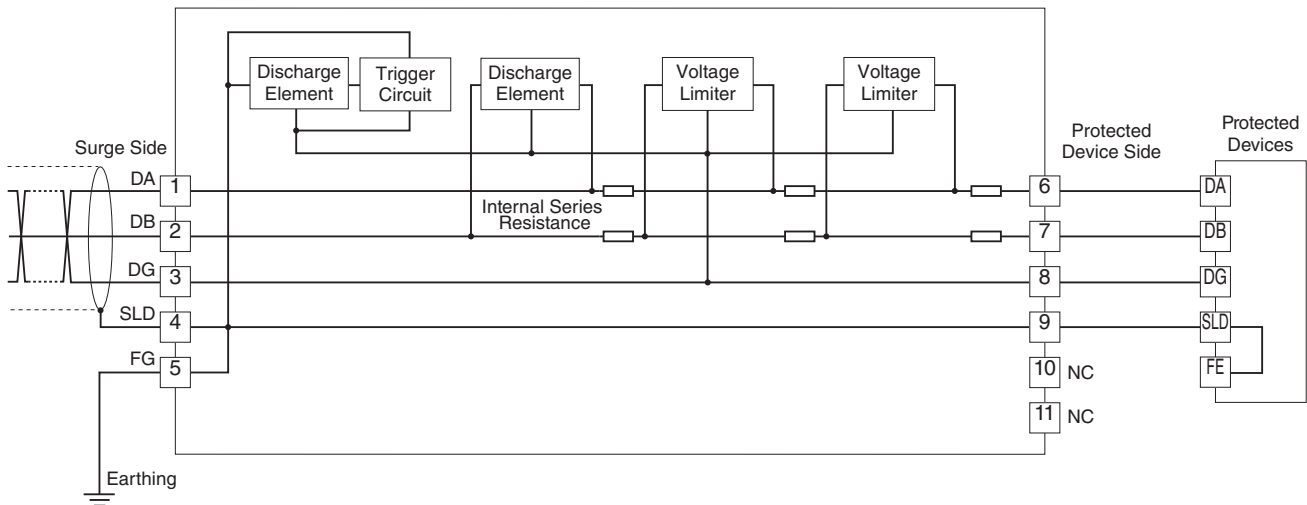 Discharge
Element
Trigger
Circuit
Discharge
Element
Voltage
Limiter
Voltage
Limiter
Surge Side
Protected
Device Side
Protected
Devices
DA 1
6
DA
Internal Series
Resistance
DB 2
7
DB
DG 3
8
DG
SLD 4
9
SLD
FG 5
10 NC
FE
11 NC
Earthing